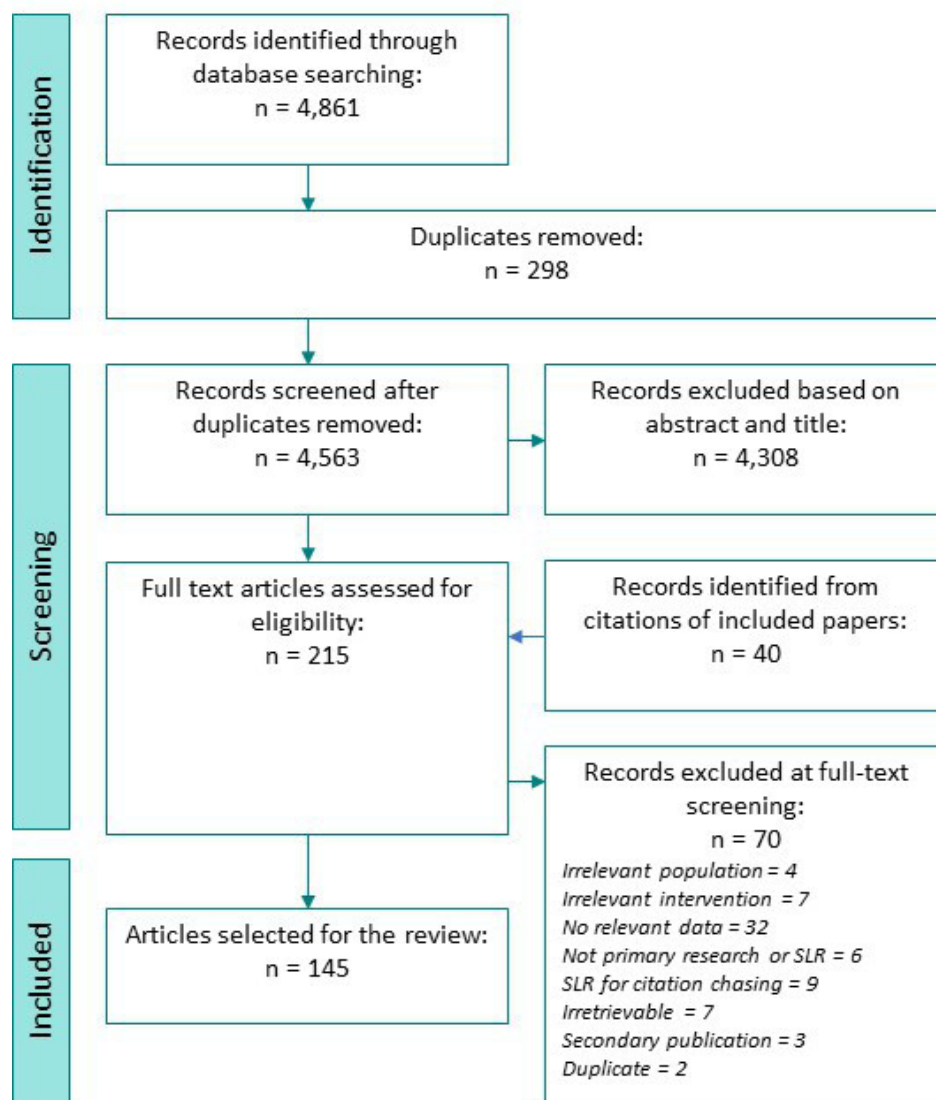 Identification
Records identified through
database searching:
n = 4,861
Duplicates removed:
n = 298
Screening
Records screened after
duplicates removed:
n = 4,563
Records excluded based on
abstract and title:
n = 4,308
Full text articles assessed for
eligibility:
n = 215
Records identified from
citations of included papers:
n = 40
Records excluded at full-text
screening:
n = 70
Irrelevant population = 4
Irrelevant intervention = 7
No relevant data = 32
Not primary research or SLR = 6
SLR for citation chasing = 9
Irretrievable = 7
Secondary publication = 3
Duplicate = 2
Included
Articles selected for the review:
n = 145